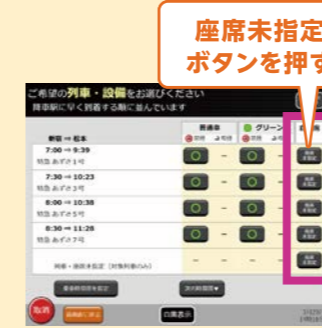 座席未指定
ボタンを押す
ご希望の列車・設備をお選びください
降車駅に早く到着する順に並んでいます
普通車
グリーン
新宿 ⇒ 松本
7:00 ⇒ 9:39
特急 あずさ1号
7:30 ⇒ 10:23
特急 あずさ3号
8:00 ⇒ 10:38
特急 あずさ5号
8:30 ⇒ 11:28
特急 あずさ7号
列車・座席未指定 (対象列車のみ)
乗車時間帯を指定
次の時間帯▼
取消
白黒表示